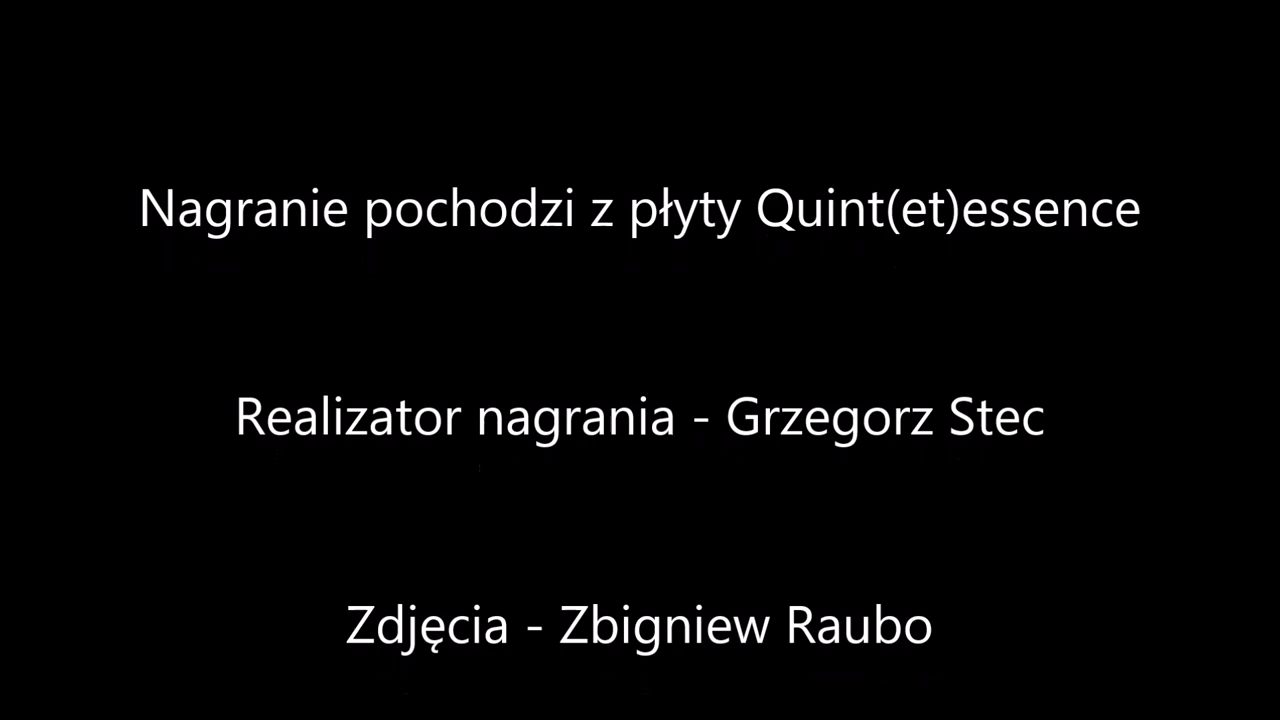 Nagranie pochodzi z płyty Quint(et)essence
Realizator nagrania - Grzegorz Stec
Zdjęcia - Zbigniew Raubo